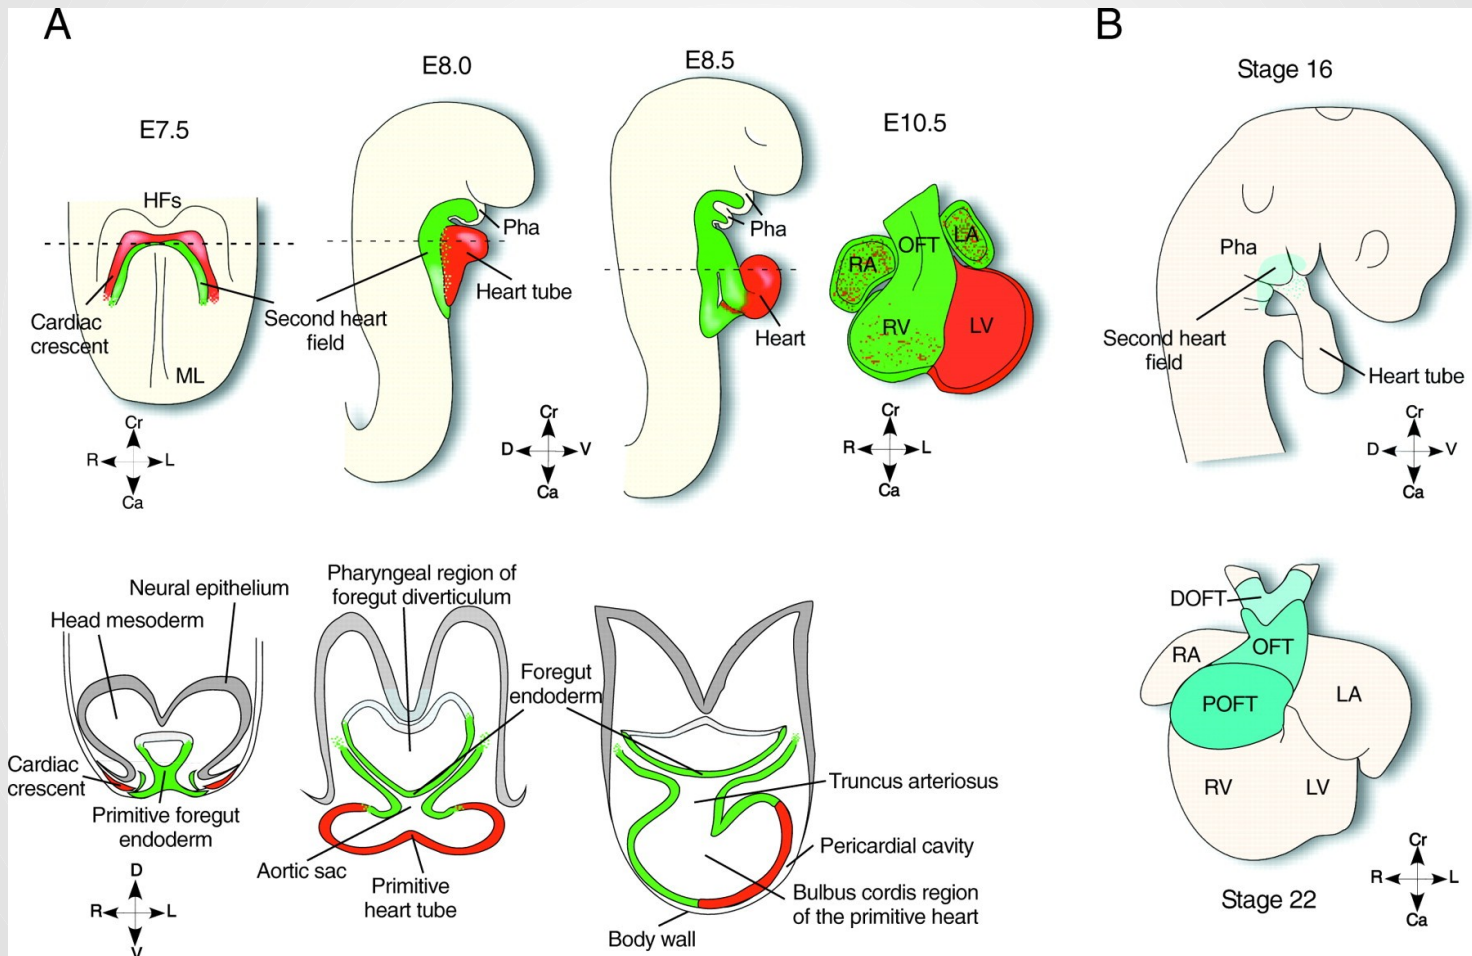 A
B
E7.5
E8.0
E8.5
E10.5
Stage 16
HFs
Cardiac
crescent
ML
Second heart
field
Pha
Heart tube
Pha
Heart
OFT
LA
RA
RV
LV
Pha
Second heart
field
Heart tube
Cr
R
L
Ca
Cr
D
V
Ca
Cr
R
L
Ca
Cr
D
V
Ca
Neural epithelium
Head mesoderm
Cardiac
crescent
Primitive foregut
endoderm
D
R
L
V
Pharyngeal region of
foregut diverticulum
Foregut
endoderm
Aortic sac
Primitive
heart tube
Truncus arteriosus
Pericardial cavity
Bulbus cordis region
of the primitive heart
Body wall
DOFT
OFT
RA
LA
POFT
RV
LV
Stage 22
Cr
R
L
Ca